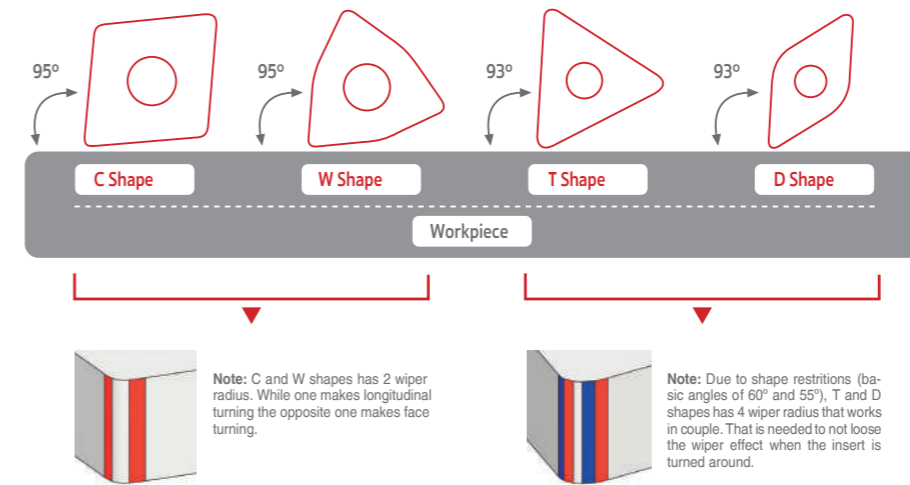 95º
95º
93º
93º
C Shape
W Shape
T Shape
D Shape
Workpiece
Note: C and W shapes has 2 wiper
radius. While one makes longitudinal
turning the opposite one makes face
turning.
Note: Due to shape restritions (ba-
sic angles of 60º and 55º), T and D
shapes has 4 wiper radius that works
in couple. That is needed to not loose
the wiper effect when the insert is
turned around.